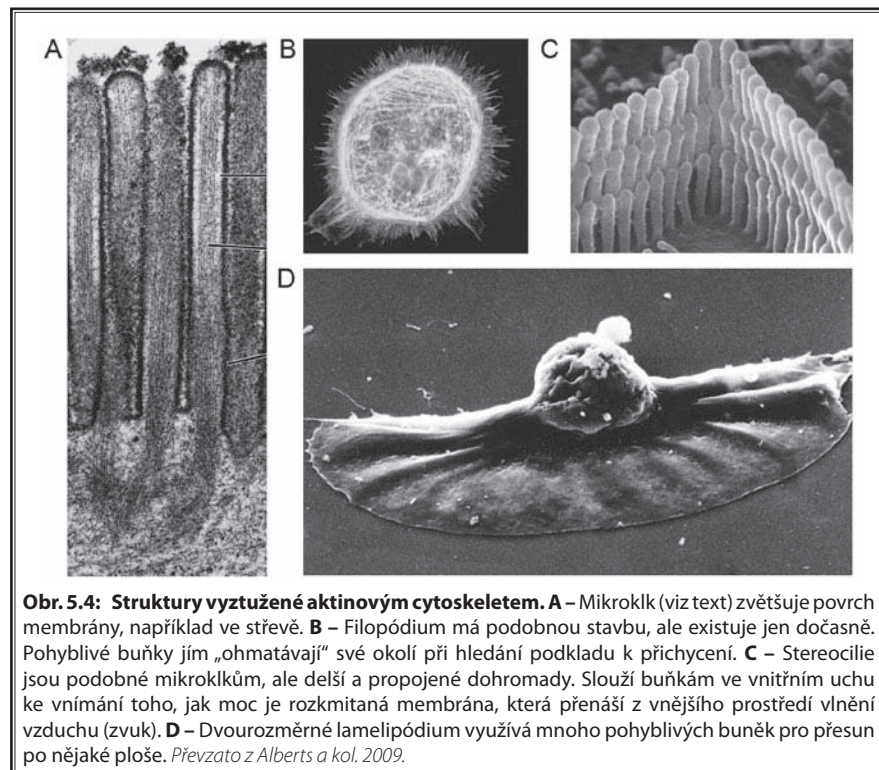 A
B
C
D
Obr. 5.4: Struktury vyztužené aktinovým cytoskeletem. A – Mikroklk (viz text) zvětšuje povrch
membrány, například ve střevě. B – Filopódium má podobnou stavbu, ale existuje jen dočasně.
Pohyblivé buňky jím „ohmatávají“ své okolí při hledání podkladu k přichycení. C – Stereocilie
jsou podobné mikroklkům, ale delší a propojené dohromady. Slouží buňkám ve vnitřním uchu
ke vnímání toho, jak moc je rozkmitaná membrána, která přenáší z vnějšího prostředí vlnění
vzduchu (zvuk). D – Dvourozměrné lamelipódium využívá mnoho pohyblivých buněk pro přesun
po nějaké ploše. Převzato z Alberts a kol. 2009.